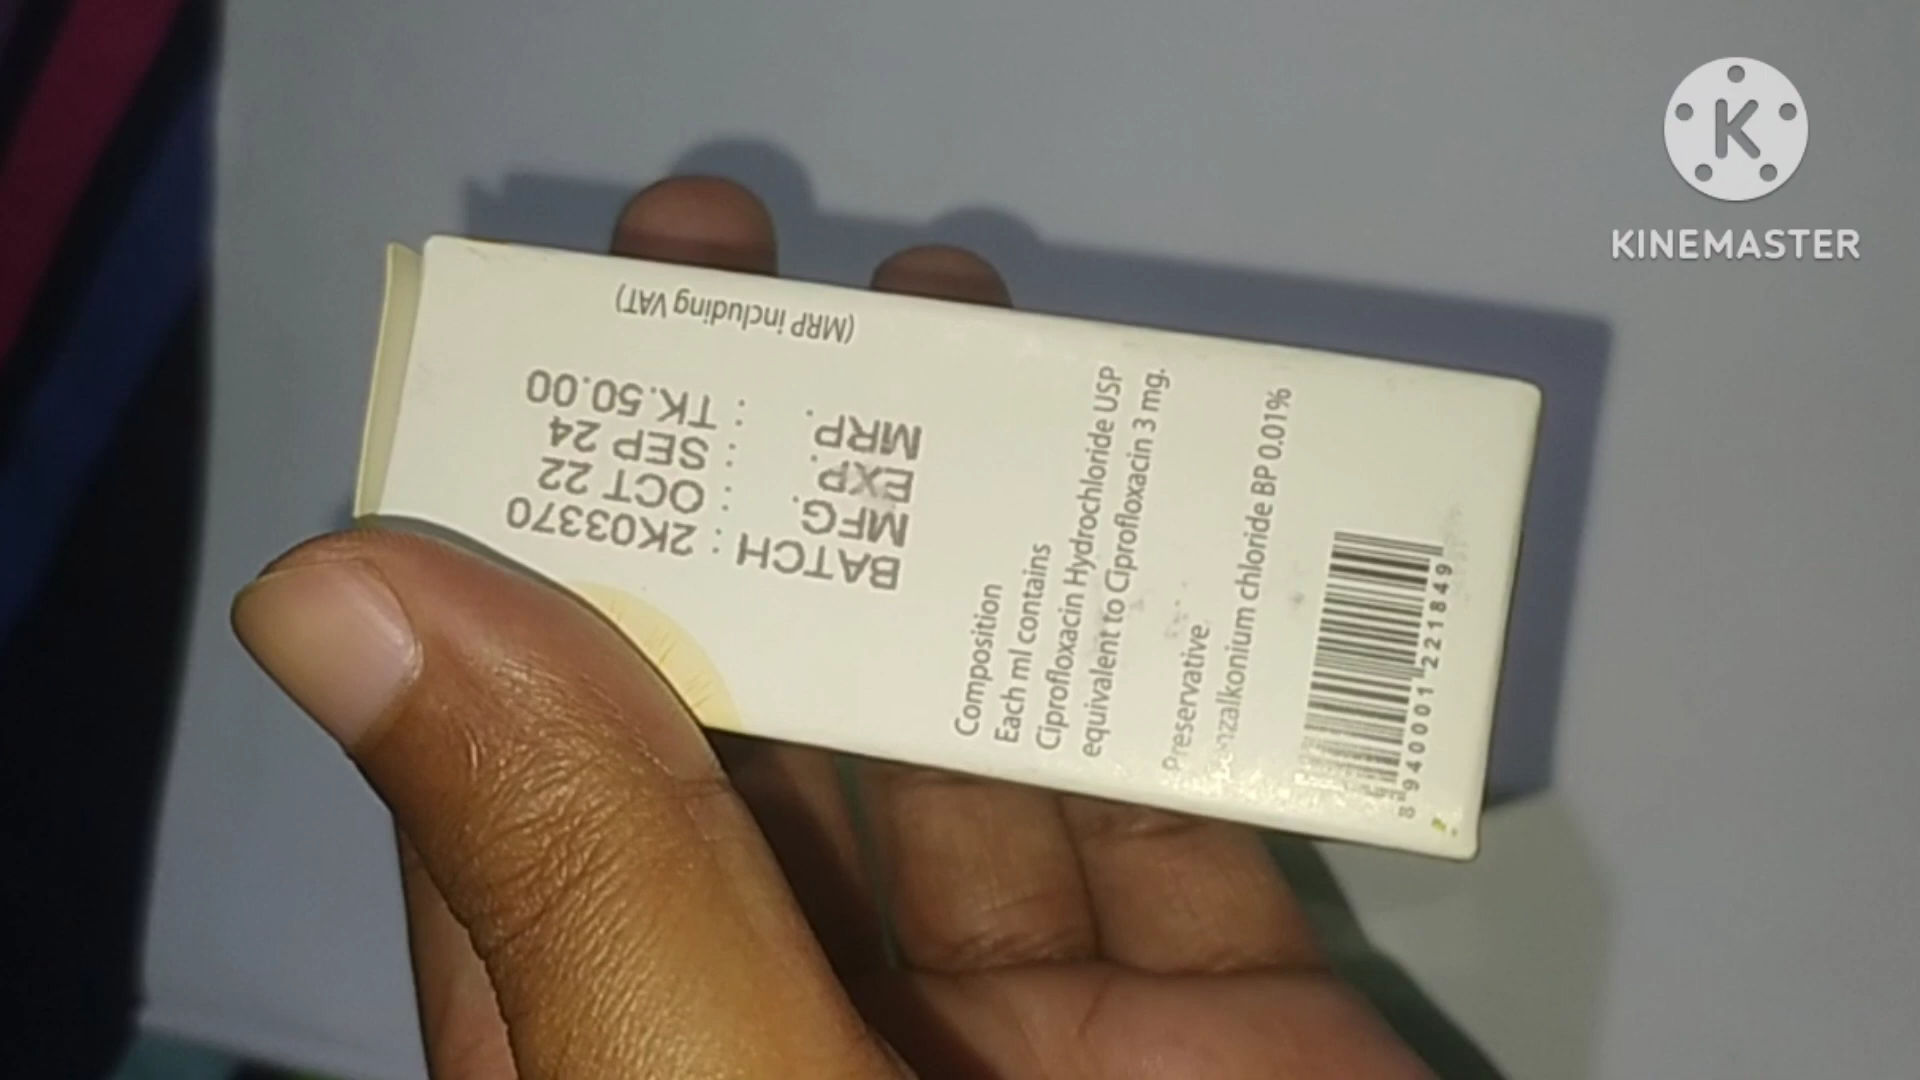 (MRP including VAT)
BATCH : 2K03370
MFG. : OCT 22
EXP. : SEP 24
MRP. : TK.50.00
Composition
Each ml contains
Ciprofloxacin Hydrochloride USP
equivalent to Ciprofloxacin 3 mg.
Preservative
Benzalkonium chloride BP 0.01%
8940001221849
K
KINEMASTER